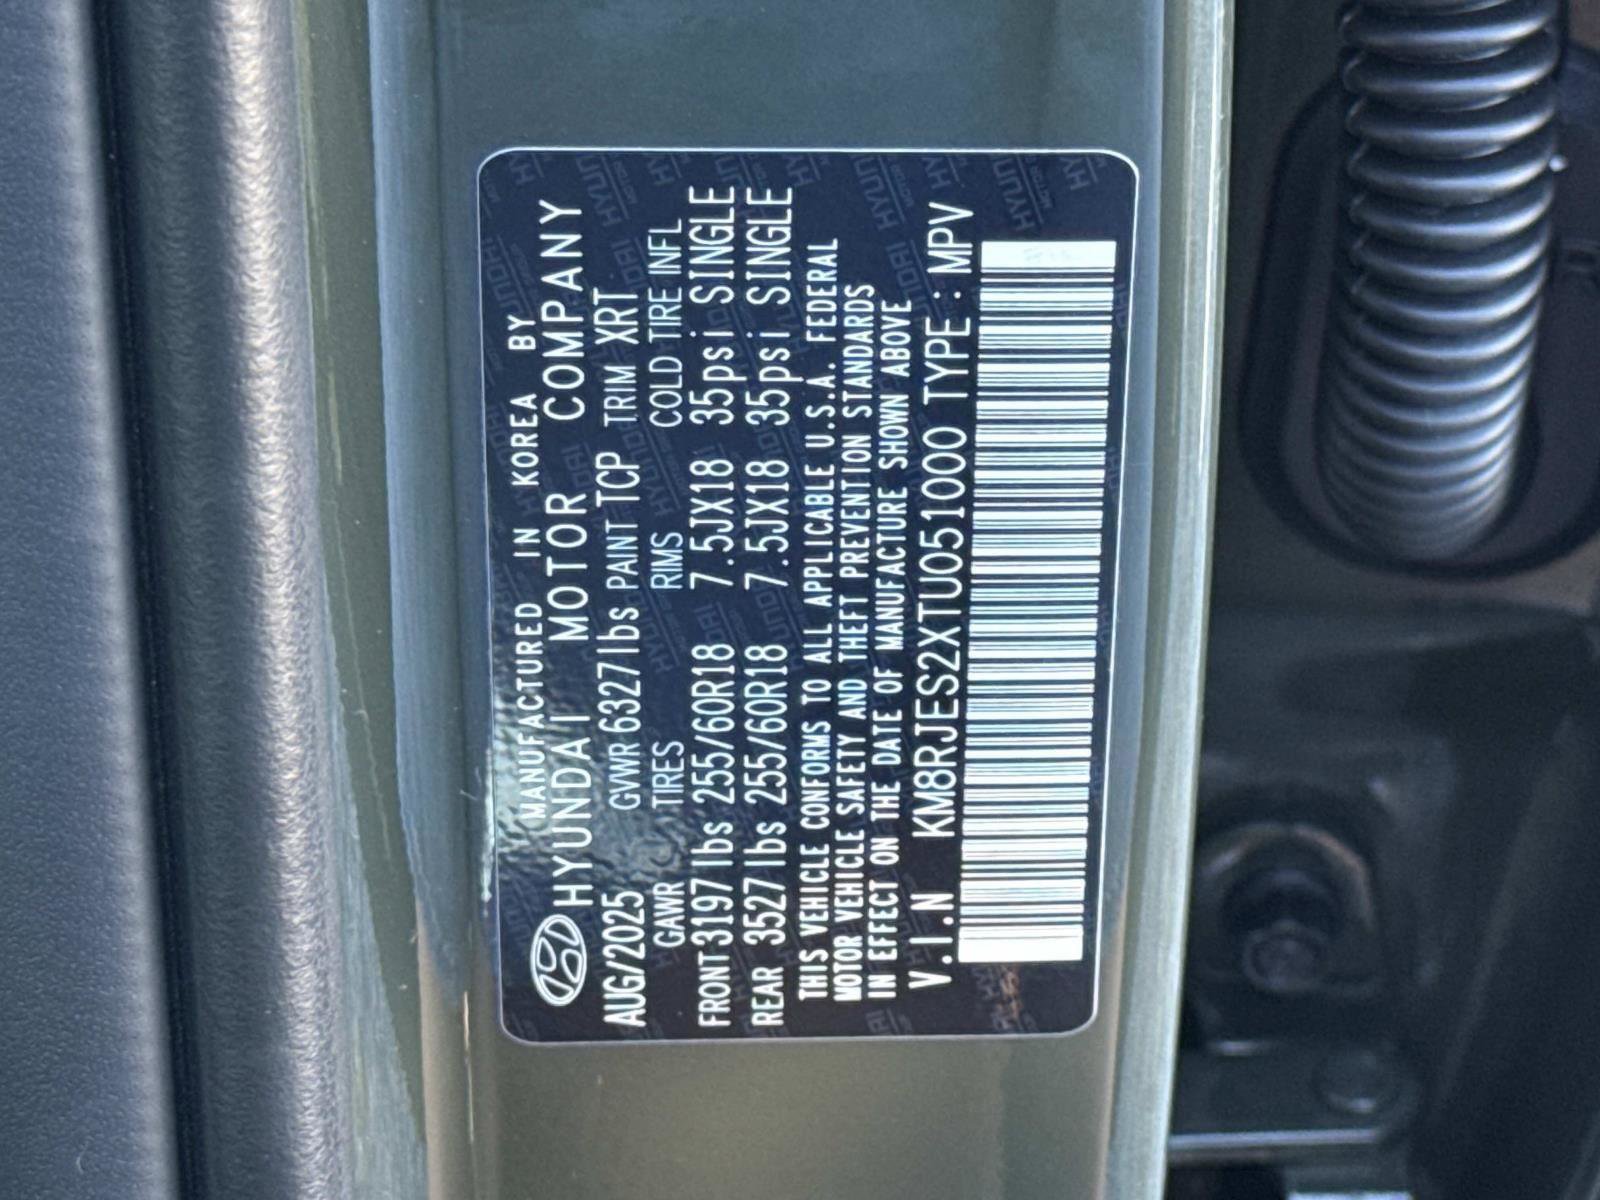 MANUFACTURED IN KOREA BY
HYUNDAI MOTOR COMPANY
AUG/2025 GVWR 6327lbs PAINT TCP TRIM XRT
GAWR TIRES RIMS COLD TIRE INFL
FRONT 3197lbs 255/60R18 7.5JX18 35psi SINGLE
REAR 3527lbs 255/60R18 7.5JX18 35psi SINGLE
THIS VEHICLE CONFORMS TO ALL APPLICABLE U.S.A. FEDERAL
MOTOR VEHICLE SAFETY AND THEFT PREVENTION STANDARDS
IN EFFECT ON THE DATE OF MANUFACTURE SHOWN ABOVE
V.I.N KM8RJES2XTU051000 TYPE : MPV